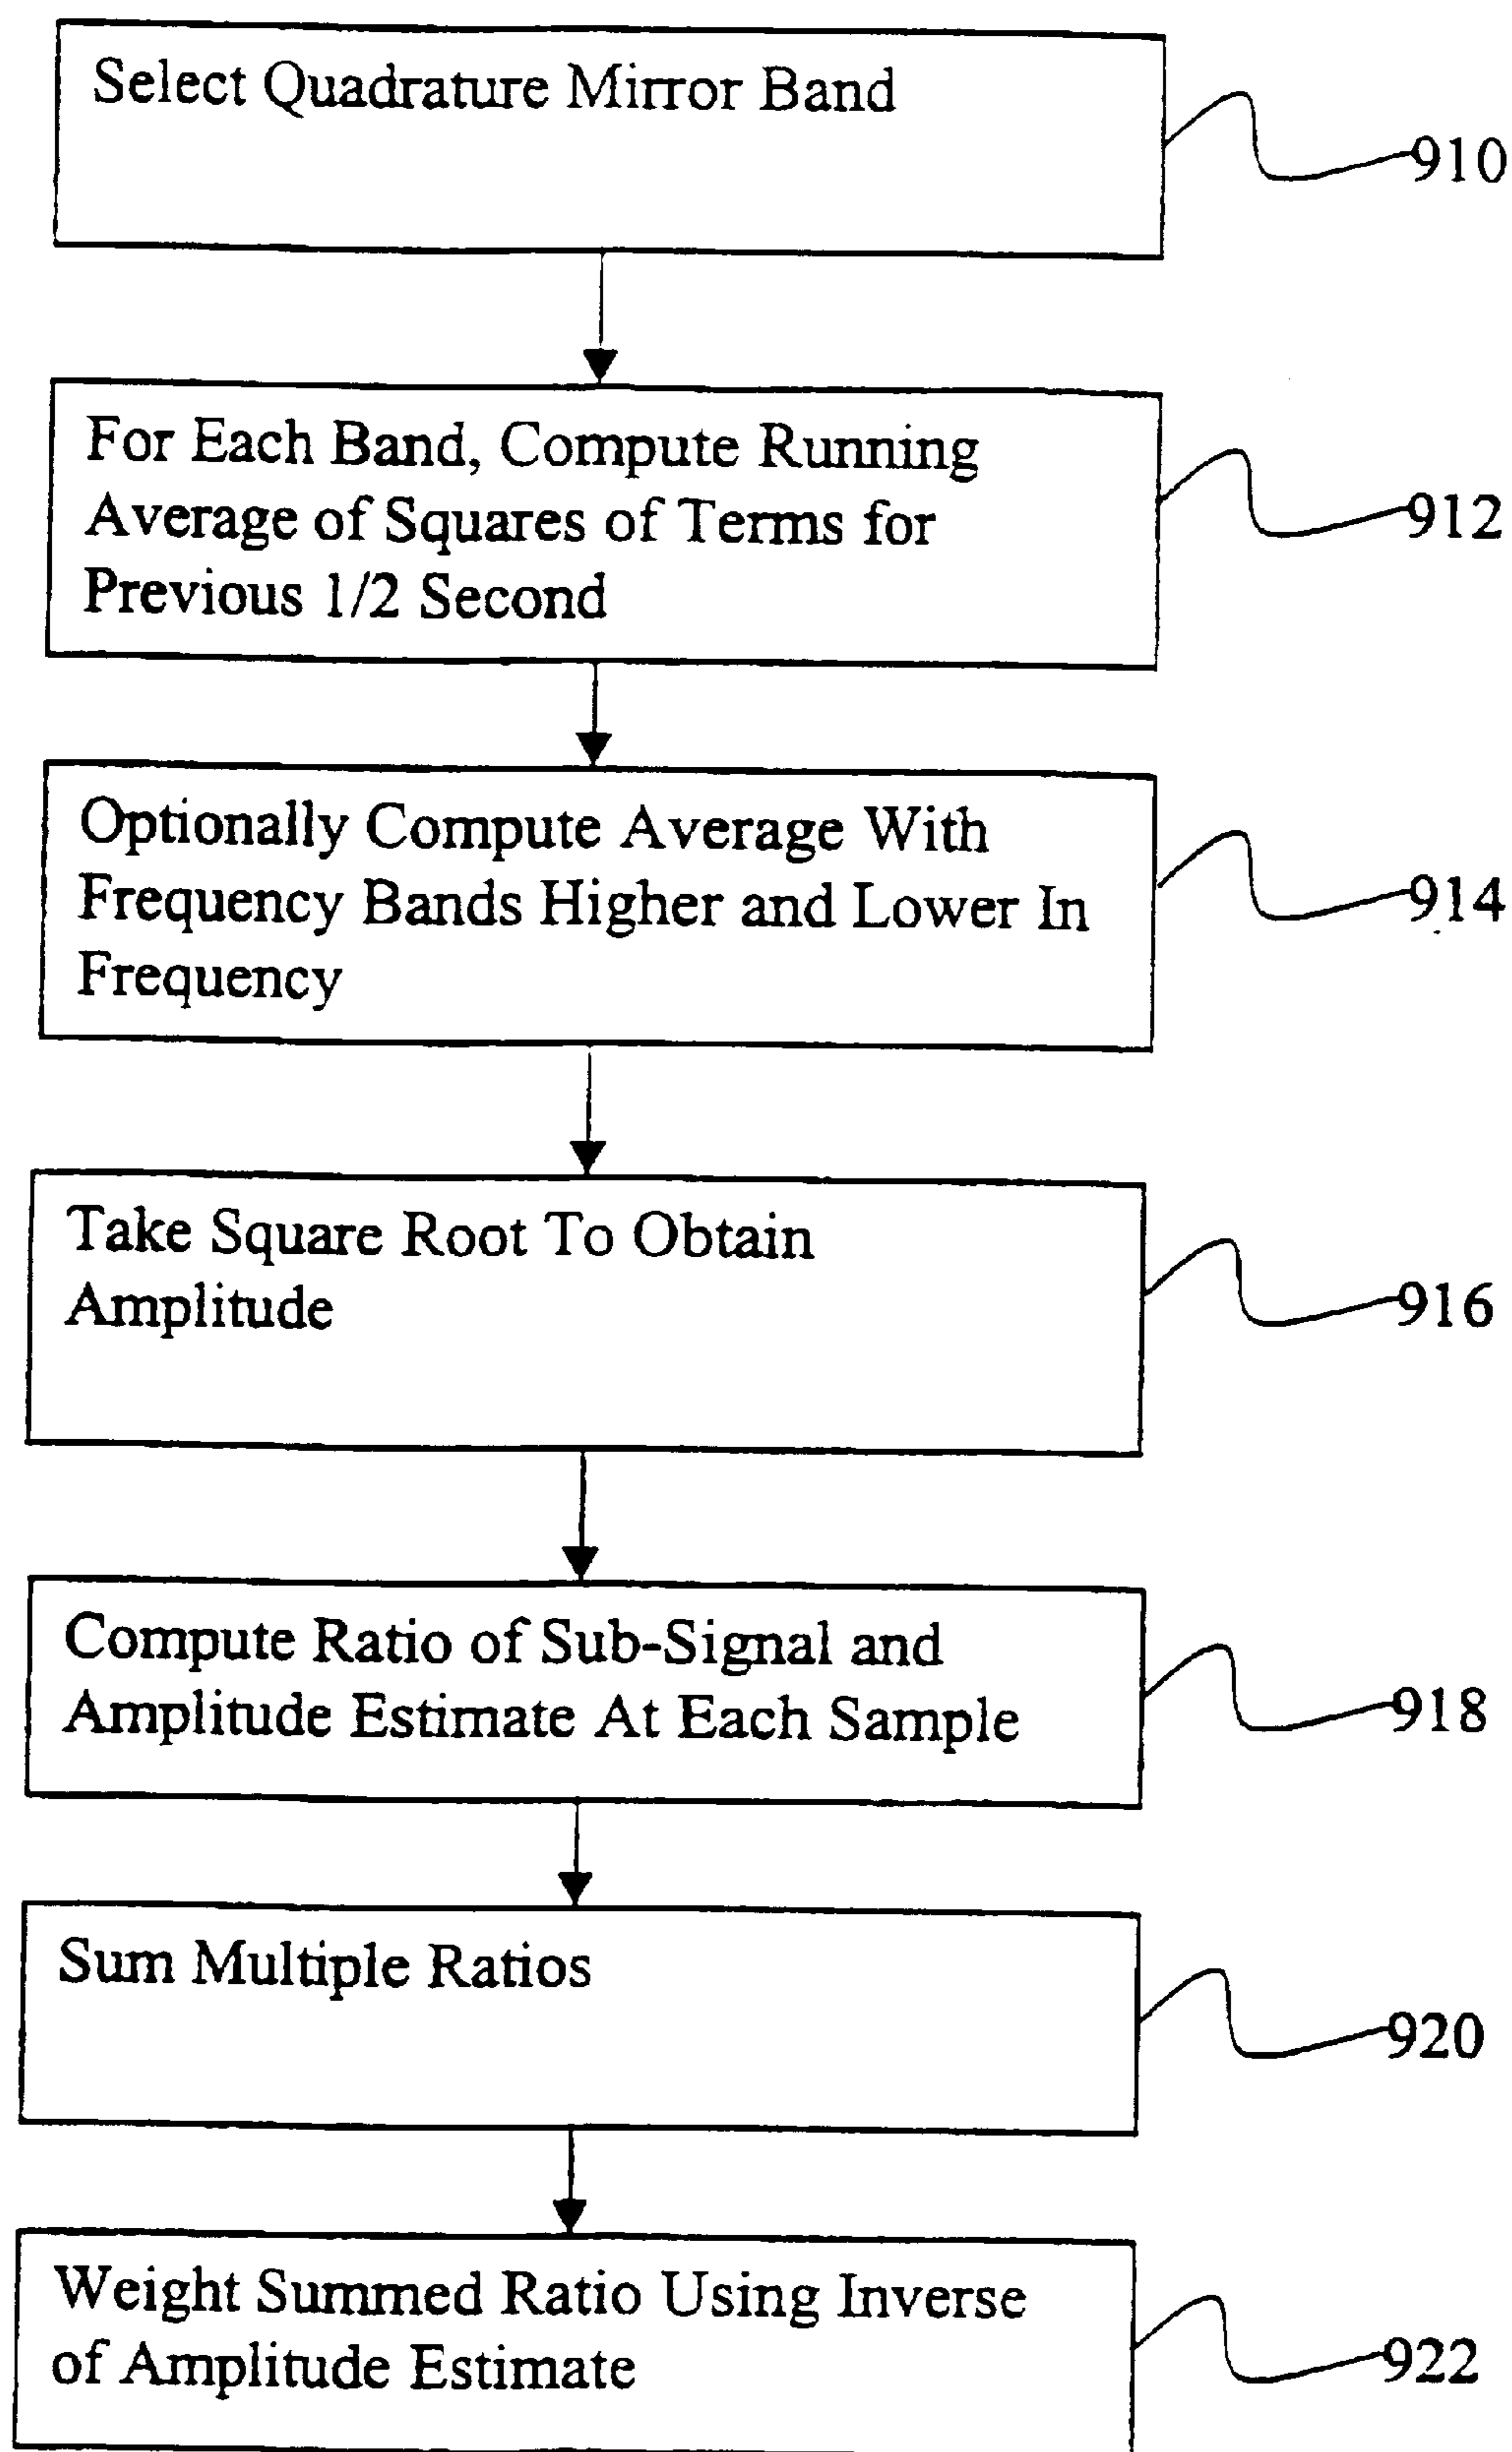 Select Quadrature Mirror Band
910
For Each Band, Compute Running
Average of Squares of Terms for
Previous 1/2 Second
912
Optionally Compute Average With
Frequency Bands Higher and Lower In
Frequency
914
Take Square Root To Obtain
Amplitude
916
Compute Ratio of Sub-Signal and
Amplitude Estimate At Each Sample
918
Sum Multiple Ratios
920
Weight Summed Ratio Using Inverse
of Amplitude Estimate
922